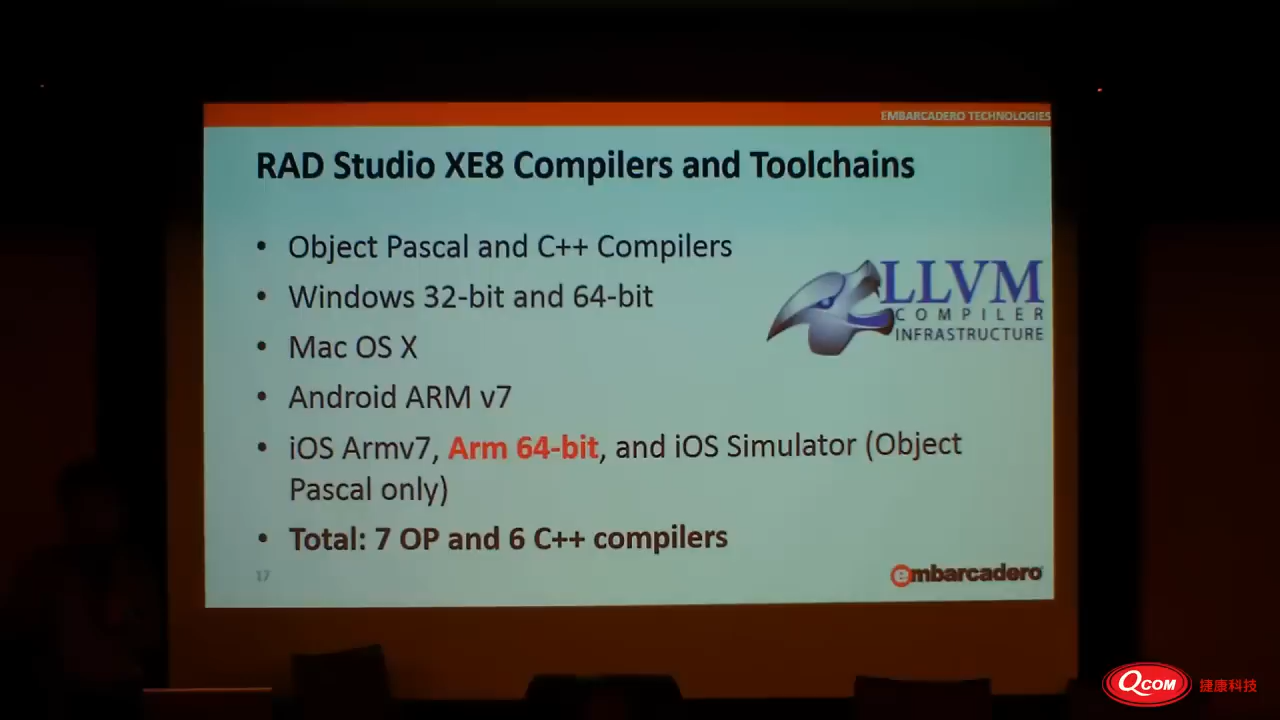 EMBARCADERO TECHNOLOGIES
RAD Studio XE8 Compilers and Toolchains
• Object Pascal and C++ Compilers
• Windows 32-bit and 64-bit
• Mac OS X
• Android ARM v7
• iOS Armv7, Arm 64-bit, and iOS Simulator (Object
Pascal only)
• Total: 7 OP and 6 C++ compilers
LLVM
COMPILER
INFRASTRUCTURE
17
embarcadero
QCOM 捷康科技